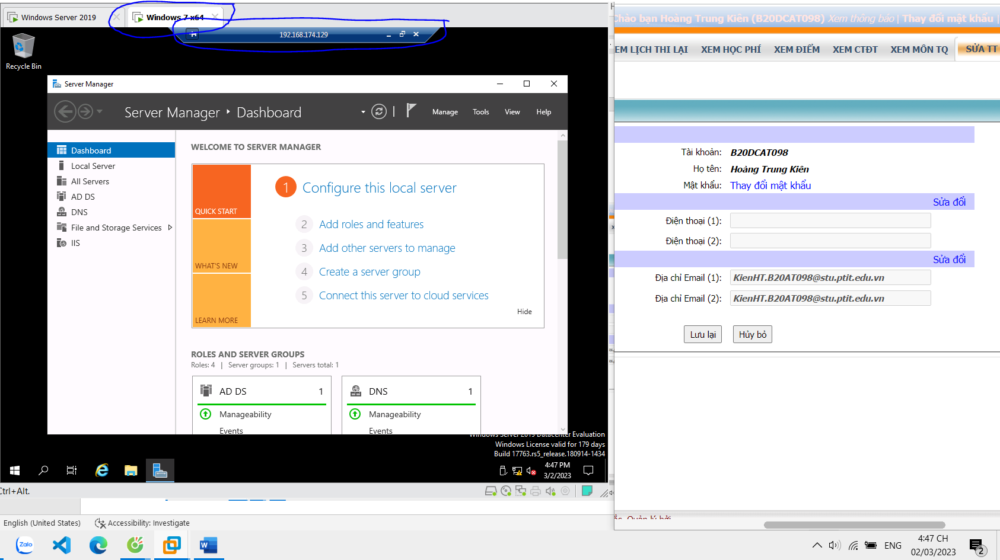 Windows Server 2019
Windows 7 x64
192.168.174.129
Recycle Bin
Server Manager
Server Manager
Dashboard
Manage
Tools
View
Help
Dashboard
Local Server
All Servers
AD DS
DNS
File and Storage Services
IIS
WELCOME TO SERVER MANAGER
QUICK START
WHAT'S NEW
LEARN MORE
1 Configure this local server
2 Add roles and features
3 Add other servers to manage
4 Create a server group
5 Connect this server to cloud services
Hide
ROLES AND SERVER GROUPS
Roles: 4 | Server groups: 1 | Servers total: 1
AD DS 1
Manageability
Events
DNS 1
Manageability
Events
Windows Server 2019 Datacenter Evaluation
Windows License valid for 179 days
Build 17763.rs5_release.180914-1434
4:47 PM
3/2/2023
Ctrl+Alt.
English (United States)
Accessibility: Investigate
Chào bạn Hoàng Trung Kiên (B20DCAT098) Xem thông báo | Thay đổi mật khẩu |
EM LỊCH THI LẠI
XEM HỌC PHÍ
XEM ĐIỂM
XEM CTĐT
XEM MÔN TQ
SỬA TT
Tài khoản: B20DCAT098
Họ tên: Hoàng Trung Kiên
Mật khẩu: Thay đổi mật khẩu
Sửa đổi
Điện thoại (1):
Điện thoại (2):
Sửa đổi
Địa chỉ Email (1): KienHT.B20AT098@stu.ptit.edu.vn
Địa chỉ Email (2): KienHT.B20AT098@stu.ptit.edu.vn
Lưu lại
Hủy bỏ
Quản lý bởi
Zalo
ENG
4:47 CH
02/03/2023
2